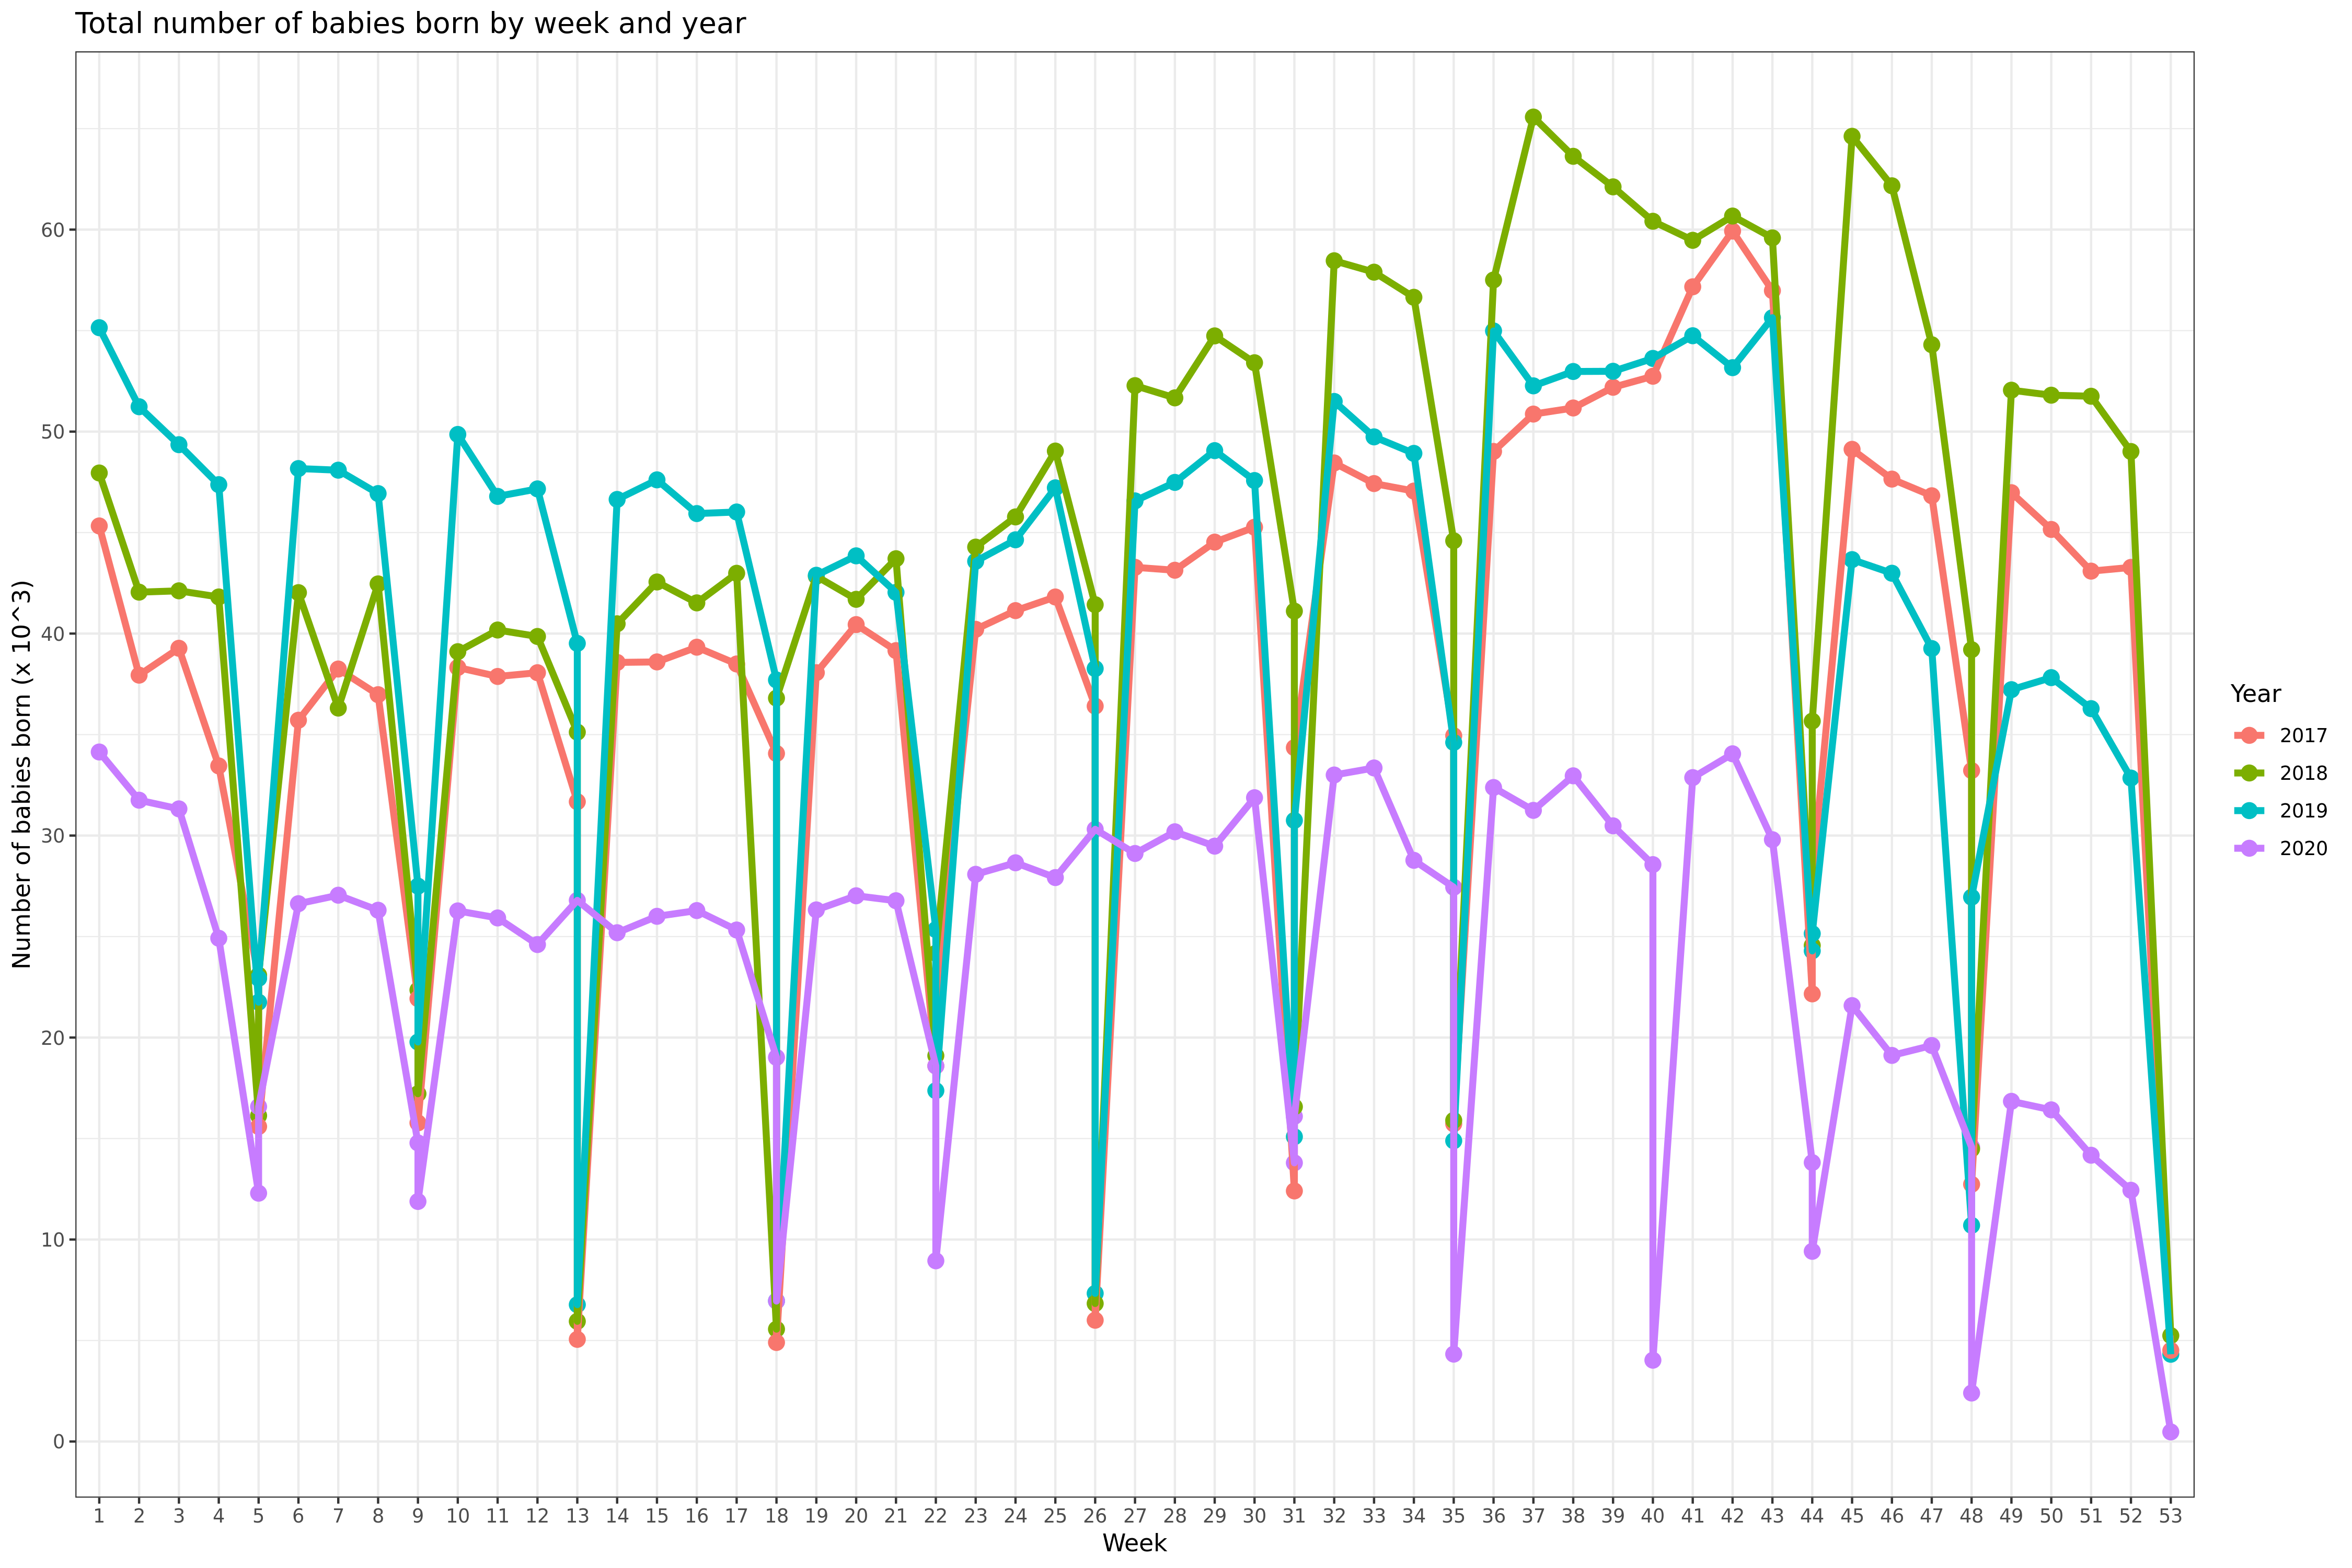 Total number of babies born by week and year
Number of babies born (x 10^3)
60
50
40
30
20
10
0
1 2 3 4 5 6 7 8 9 10 11 12 13 14 15 16 17 18 19 20 21 22 23 24 25 26 27 28 29 30 31 32 33 34 35 36 37 38 39 40 41 42 43 44 45 46 47 48 49 50 51 52 53
Week
Year
2017
2018
2019
2020